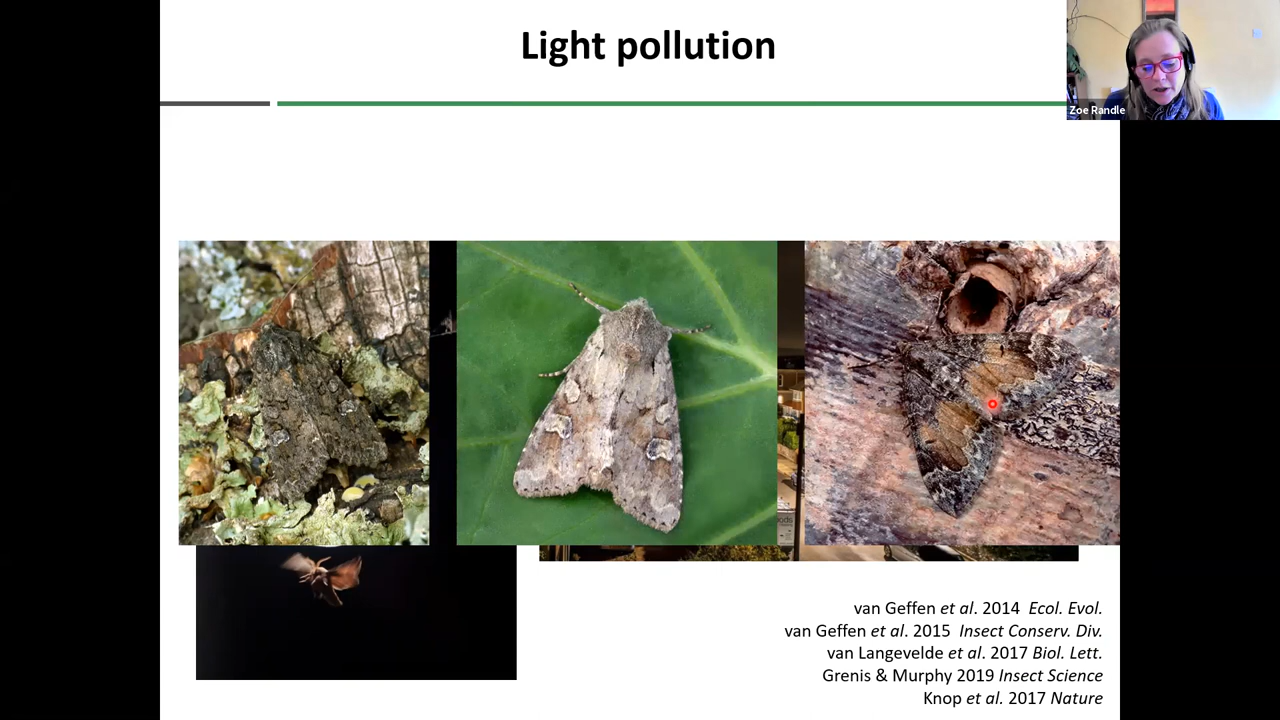 Light pollution
Zoe Randle
van Geffen et al. 2014 Ecol. Evol.
van Geffen et al. 2015 Insect Conserv. Div.
van Langevelde et al. 2017 Biol. Lett.
Grenis & Murphy 2019 Insect Science
Knop et al. 2017 Nature